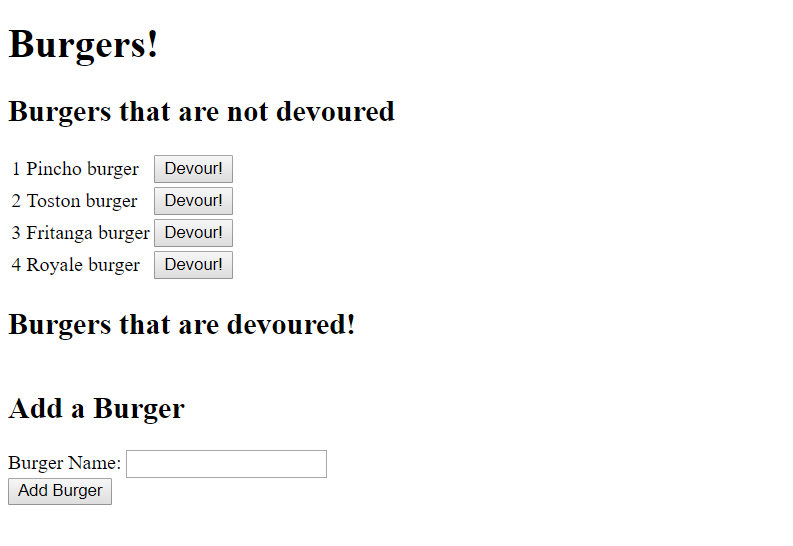 Burgers!
Burgers that are not devoured
1 Pincho burger Devour!
2 Toston burger Devour!
3 Fritanga burger Devour!
4 Royale burger Devour!
Burgers that are devoured!
Add a Burger
Burger Name:
Add Burger